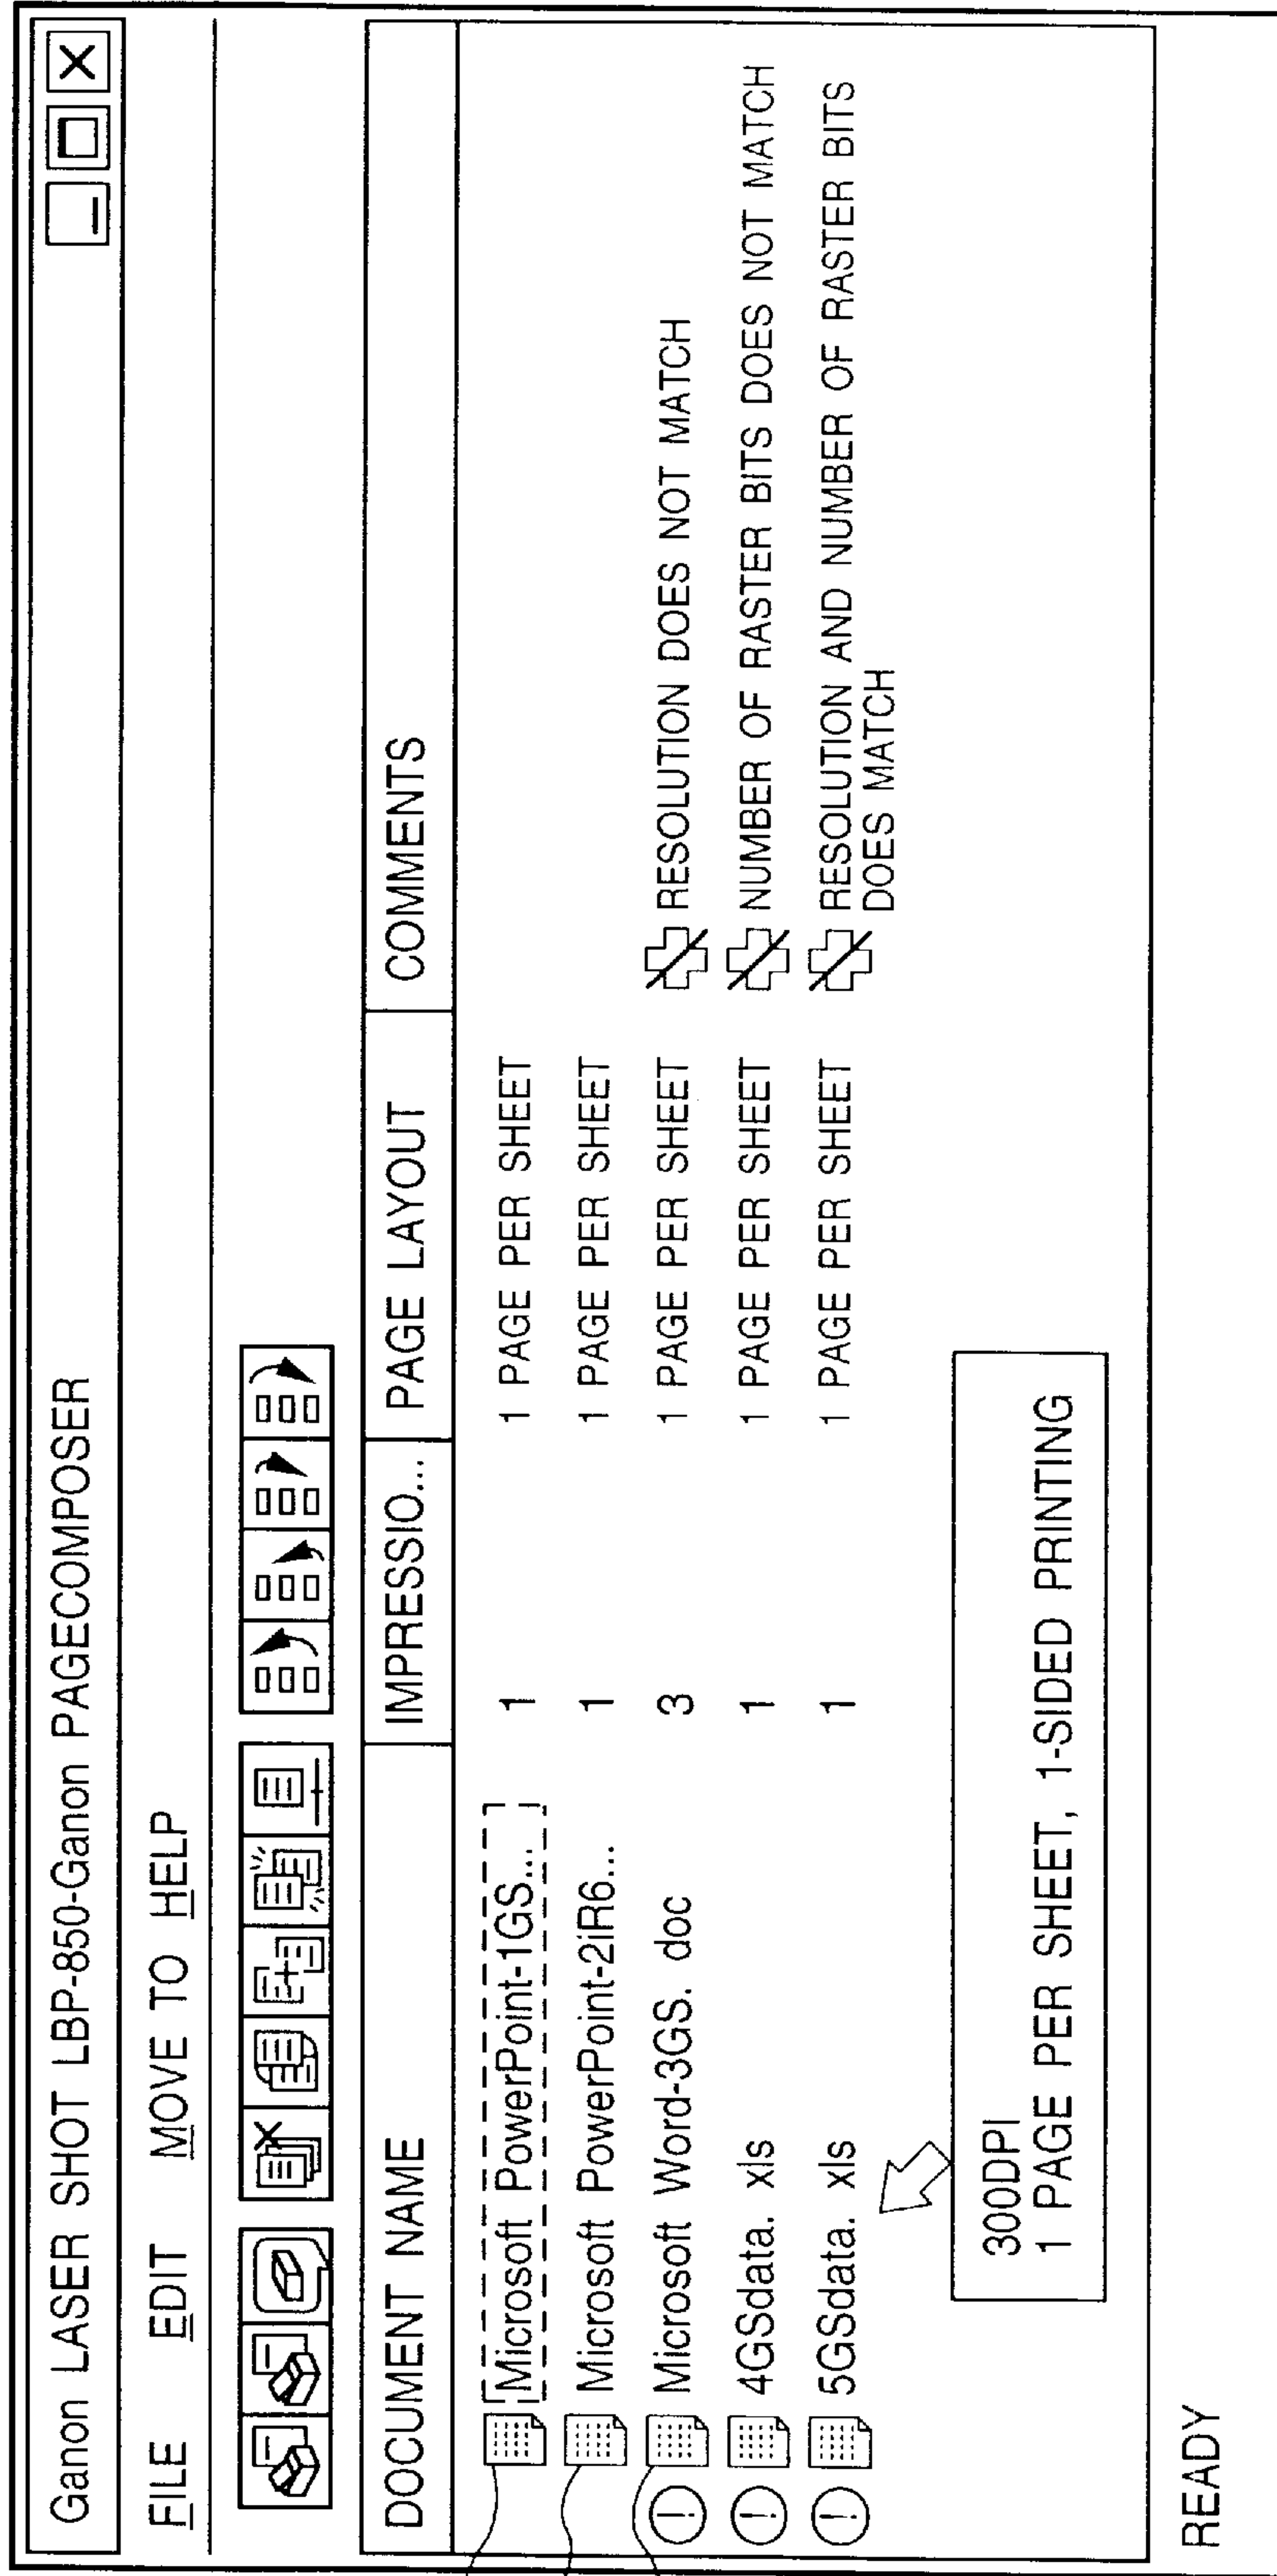 Ganon LASER SHOT LBP-850-Ganon PAGECOMPOSER
FILE EDIT MOVE TO HELP
DOCUMENT NAME IMPRESSIO... PAGE LAYOUT COMMENTS
Microsoft PowerPoint-1GS... 1 1 PAGE PER SHEET
Microsoft PowerPoint-2iR6... 1 1 PAGE PER SHEET
Microsoft Word-3GS. doc 3 1 PAGE PER SHEET RESOLUTION DOES NOT MATCH
4GSdata. xls 1 1 PAGE PER SHEET NUMBER OF RASTER BITS DOES NOT MATCH
5GSdata. xls 1 1 PAGE PER SHEET RESOLUTION AND NUMBER OF RASTER BITS
DOES MATCH
300DPI
1 PAGE PER SHEET, 1-SIDED PRINTING
READY